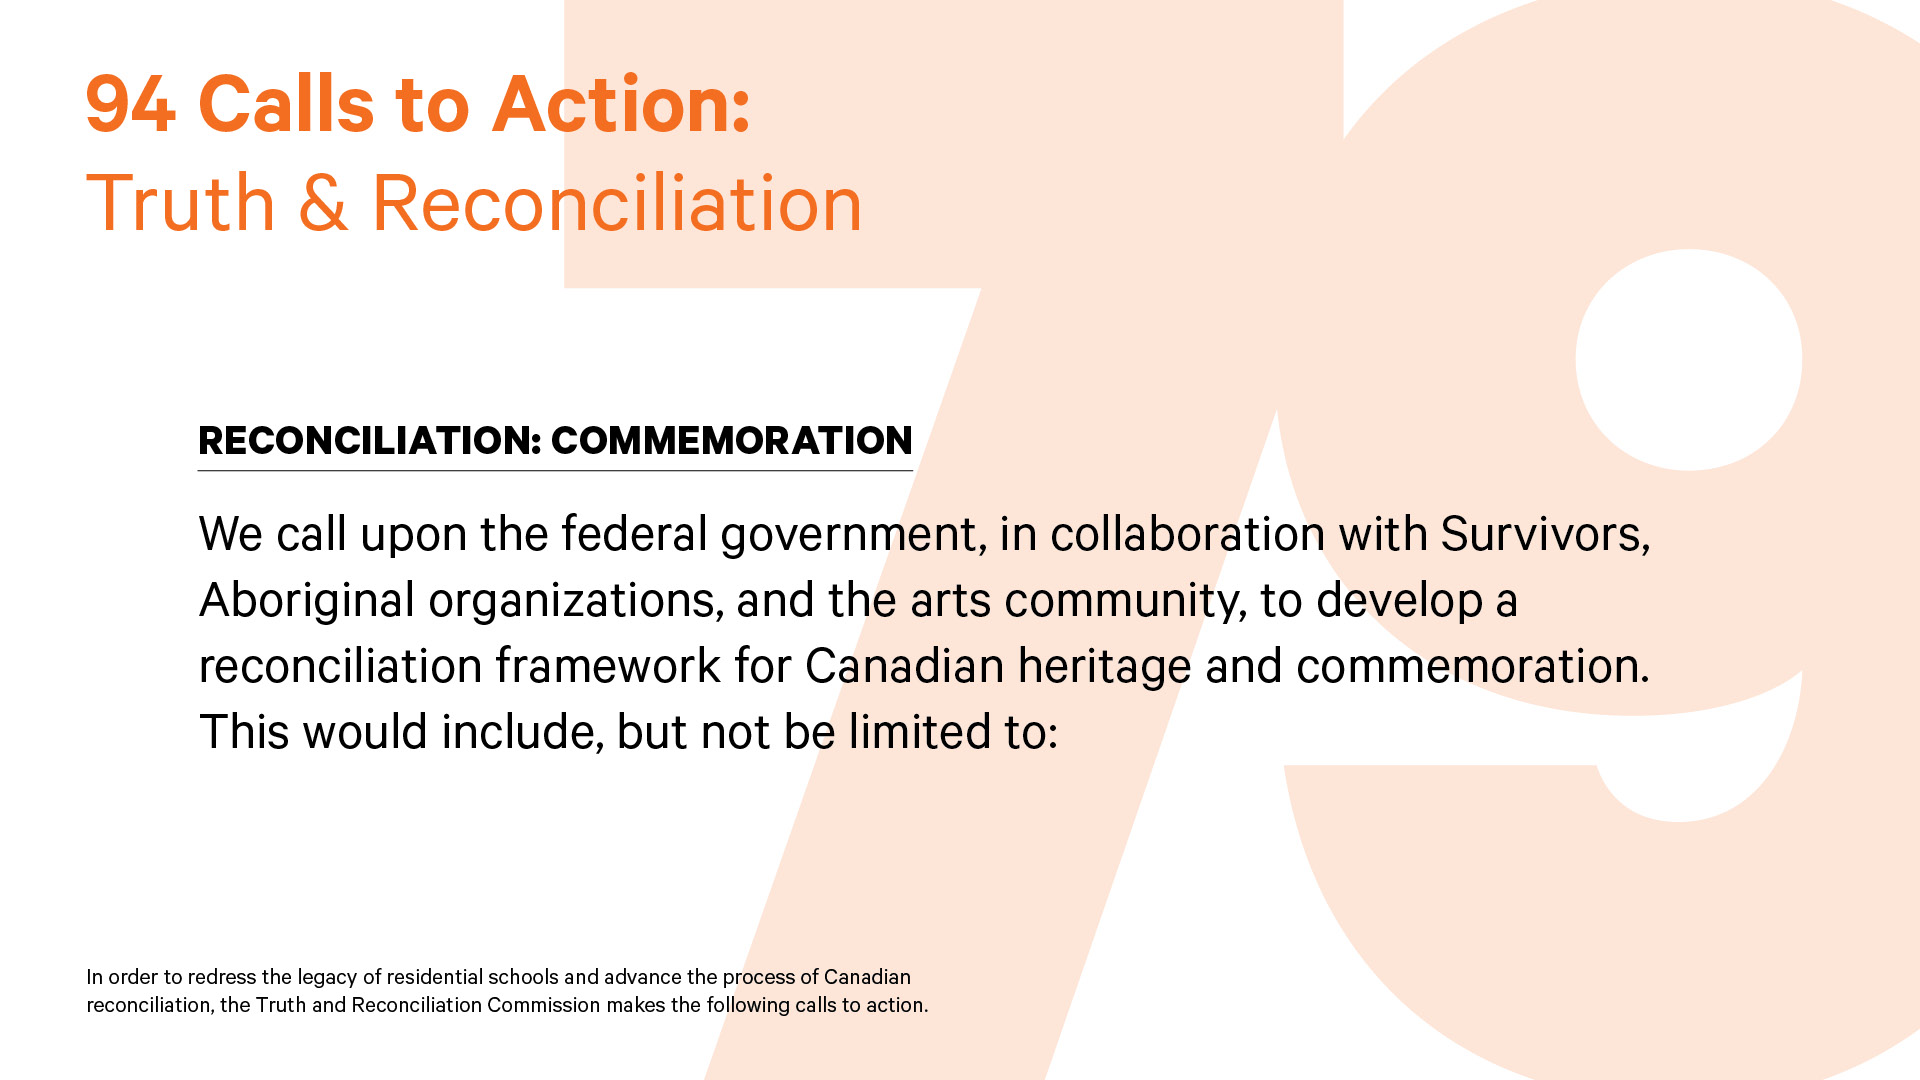 94 Calls to Action:
Truth & Reconciliation
79
RECONCILIATION: COMMEMORATION
We call upon the federal government, in collaboration with Survivors,
Aboriginal organizations, and the arts community, to develop a
reconciliation framework for Canadian heritage and commemoration.
This would include, but not be limited to:
In order to redress the legacy of residential schools and advance the process of Canadian
reconciliation, the Truth and Reconciliation Commission makes the following calls to action.